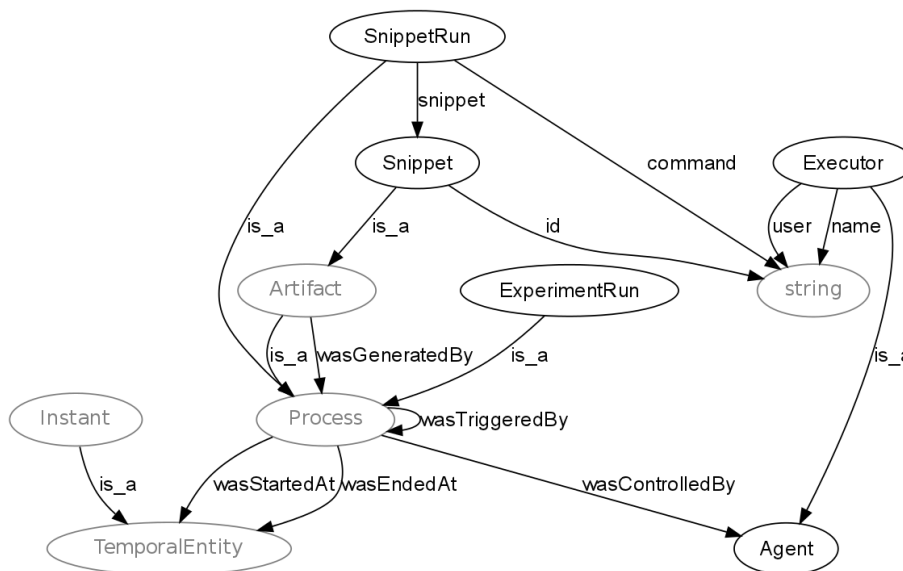 SnippetRun
snippet
Snippet
command
Executor
is_a
is_a
id
user
name
Artifact
ExperimentRun
string
is_a
wasGeneratedBy
is_a
is_a
Instant
Process
wasTriggeredBy
is_a
wasStartedAt
wasEndedAt
wasControlledBy
TemporalEntity
Agent